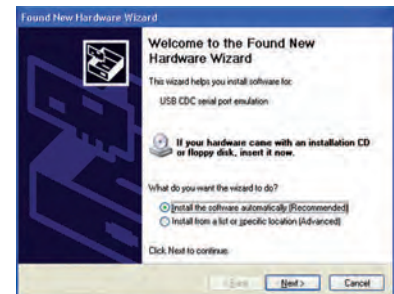 Found New Hardware Wizard
Welcome to the Found New
Hardware Wizard
This wizard helps you install software for:
USB CDC serial port emulation
If your hardware came with an installation CD
or floppy disk, insert it now.
What do you want the wizard to do?
Install the software automatically (Recommended)
Install from a list or specific location (Advanced)
Click Next to continue.
< Back Next > Cancel